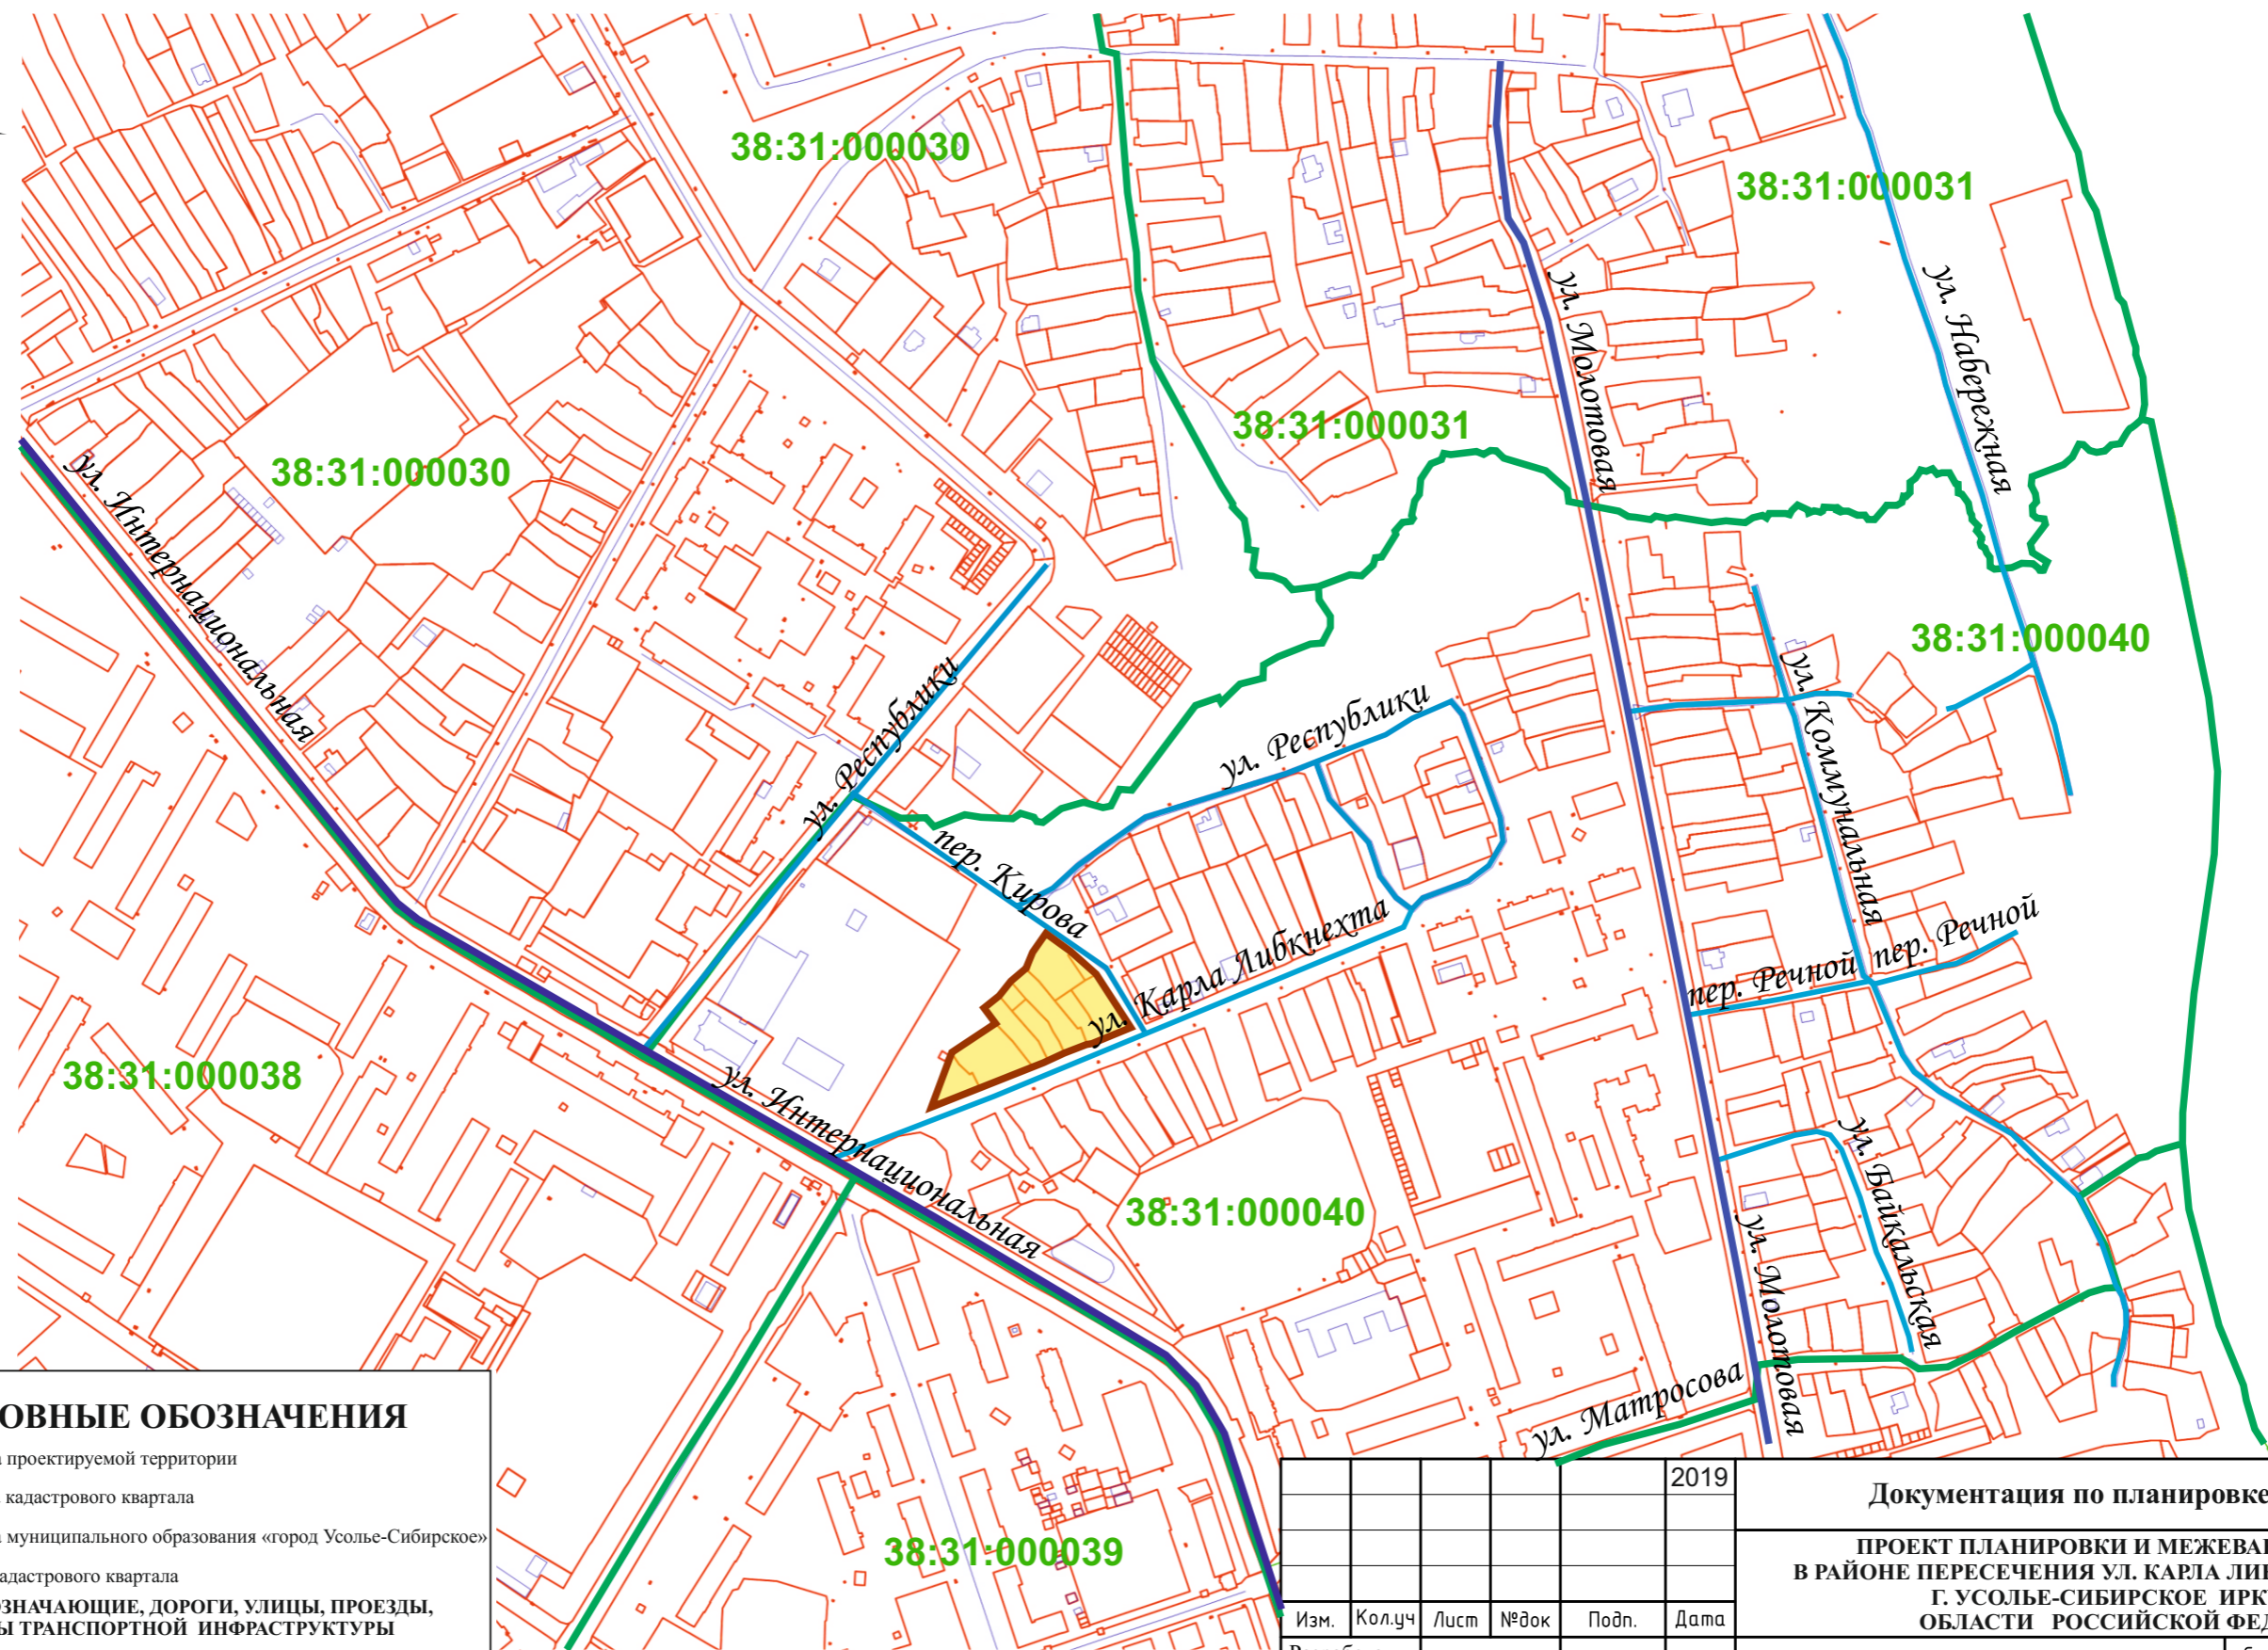 38:31:000030
38:31:000031
ул. Набережная
ул. Молотовая
38:31:000031
38:31:000030
ул. Интернациональная
38:31:000040
ул. Республики
ул. Республики
ул. Коммунальная
пер. Кирова
ул. Карла Либкнехта
пер. Речной
пер. Речной
38:31:000038
ул. Интернациональная
ул. Байкальская
38:31:000040
ул. Молотовая
ул. Матросова
38:31:000039
ОВНЫЕ ОБОЗНАЧЕНИЯ
проектируемой территории
кадастрового квартала
муниципального образования «город Усолье-Сибирское»
адастрового квартала
ОЗНАЧАЮЩИЕ, ДОРОГИ, УЛИЦЫ, ПРОЕЗДЫ,
Ы ТРАНСПОРТНОЙ ИНФРАСТРУКТУРЫ
2019
Документация по планировке
ПРОЕКТ ПЛАНИРОВКИ И МЕЖЕВА
В РАЙОНЕ ПЕРЕСЕЧЕНИЯ УЛ. КАРЛА ЛИ
Г. УСОЛЬЕ-СИБИРСКОЕ ИРК
ОБЛАСТИ РОССИЙСКОЙ ФЕД
Изм. Кол.уч Лист №док Подп. Дата